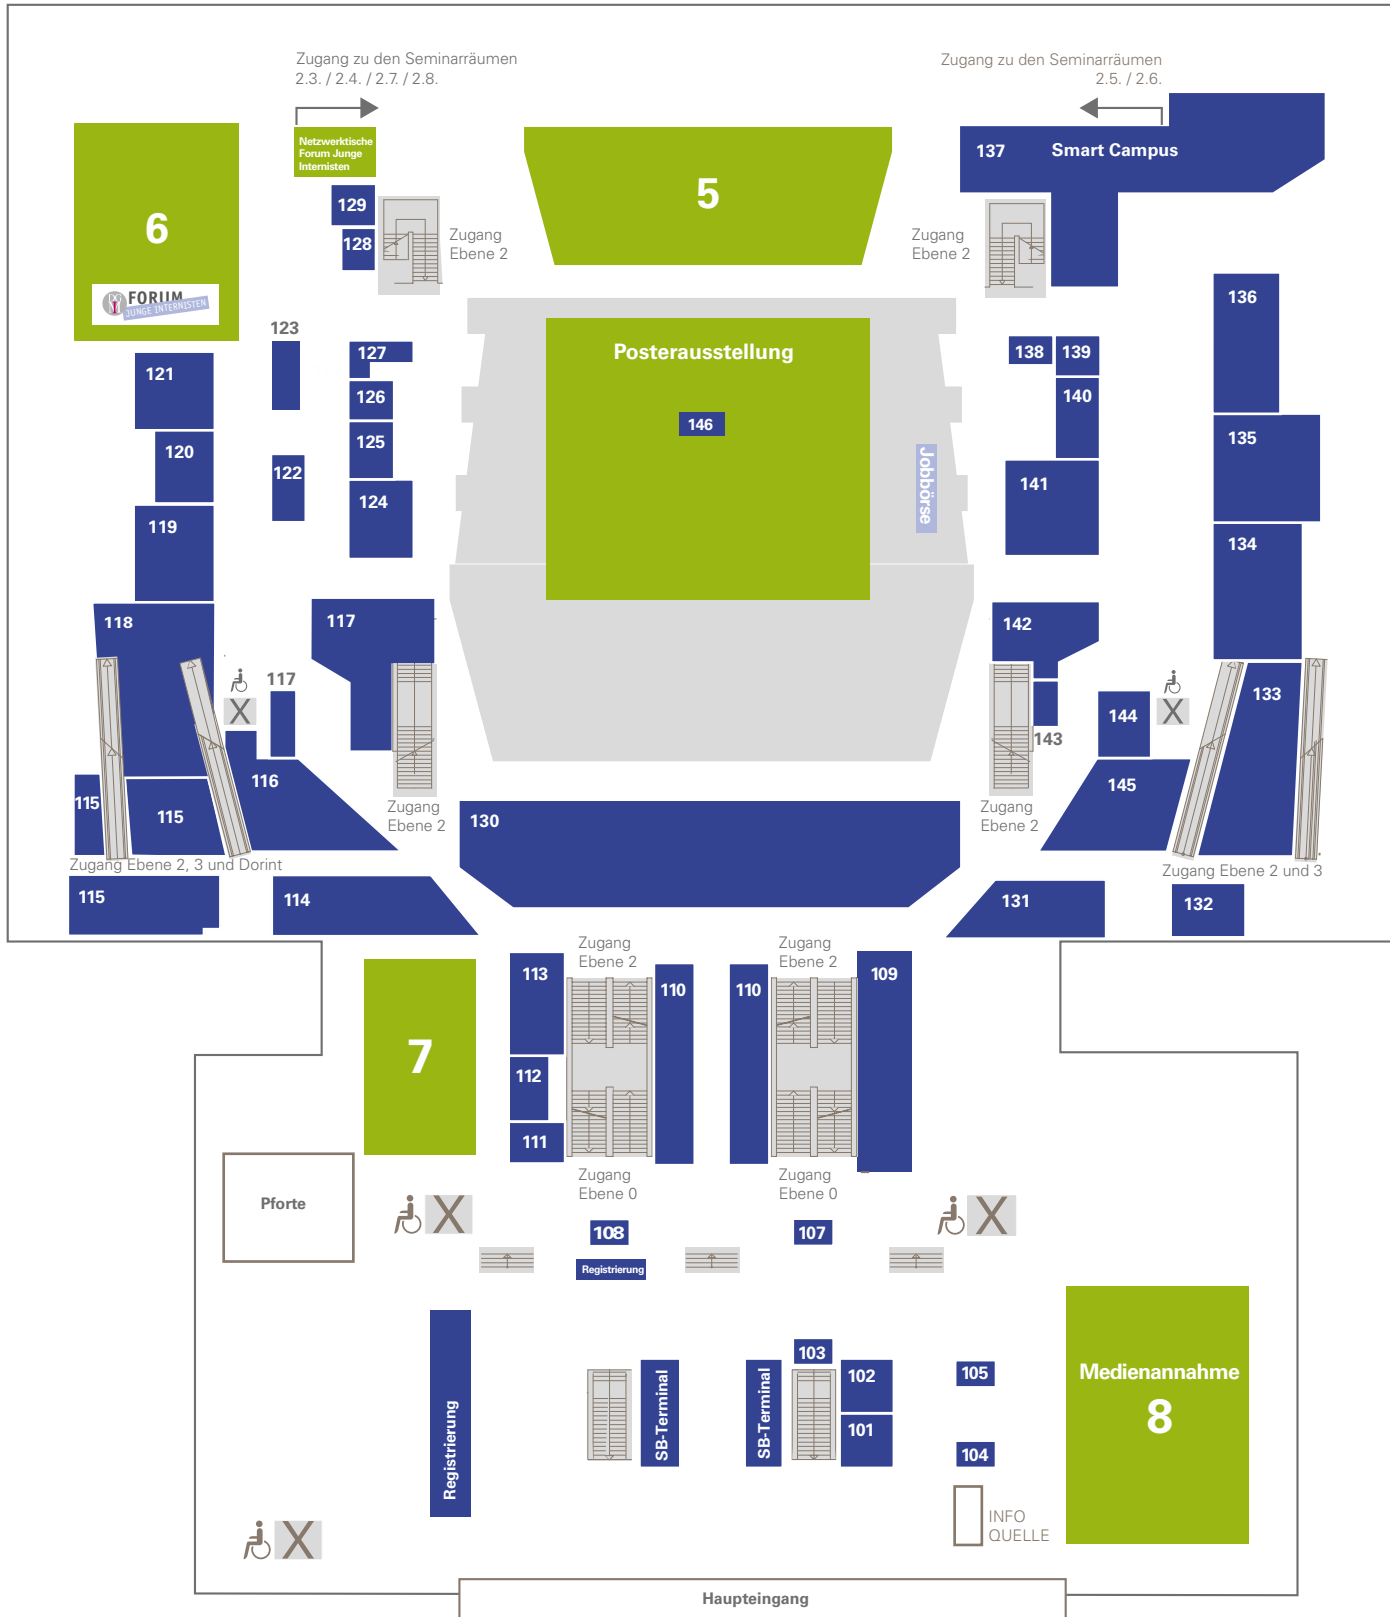 Zugang zu den Seminarräumen
2.3. / 2.4. / 2.7. / 2.8.
Zugang zu den Seminarräumen
2.5. / 2.6.
Netzwerktische
Forum Junge
Internisten
137
Smart Campus
5
6
129
128
Zugang
Ebene 2
Zugang
Ebene 2
FORUM
JUNGE INTERNISTEN
136
123
127
Posterausstellung
138
139
121
126
140
146
120
125
135
122
141
Jobbörse
124
119
134
118
117
142
117
133
144
143
116
145
115
115
Zugang
Ebene 2
130
Zugang
Ebene 2
Zugang Ebene 2, 3 und Dorint
Zugang Ebene 2 und 3
115
114
131
132
Zugang
Ebene 2
Zugang
Ebene 2
113
110
110
109
7
112
111
Zugang
Ebene 0
Zugang
Ebene 0
Pforte
108
107
Registrierung
103
102
105
Medienannahme
8
101
104
Registrierung
SB-Terminal
SB-Terminal
INFO
QUELLE
Haupteingang